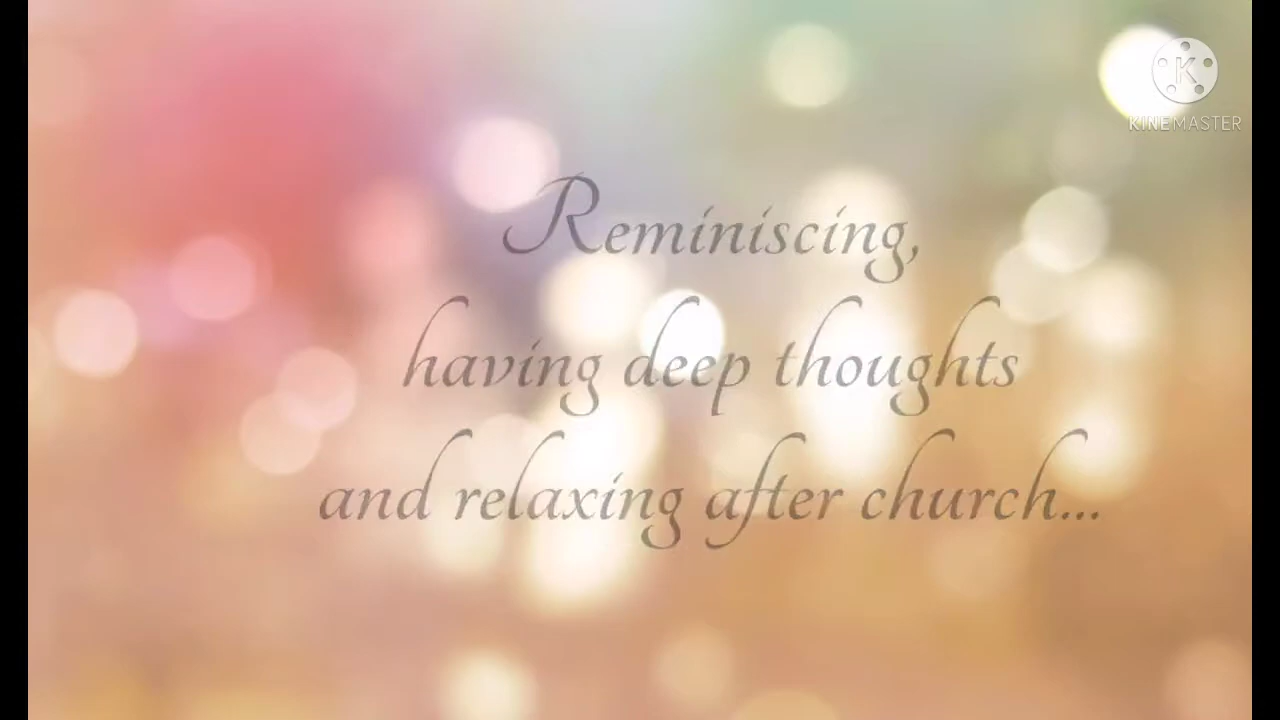 K
KINEMASTER
Reminiscing,
having deep thoughts
and relaxing after church...